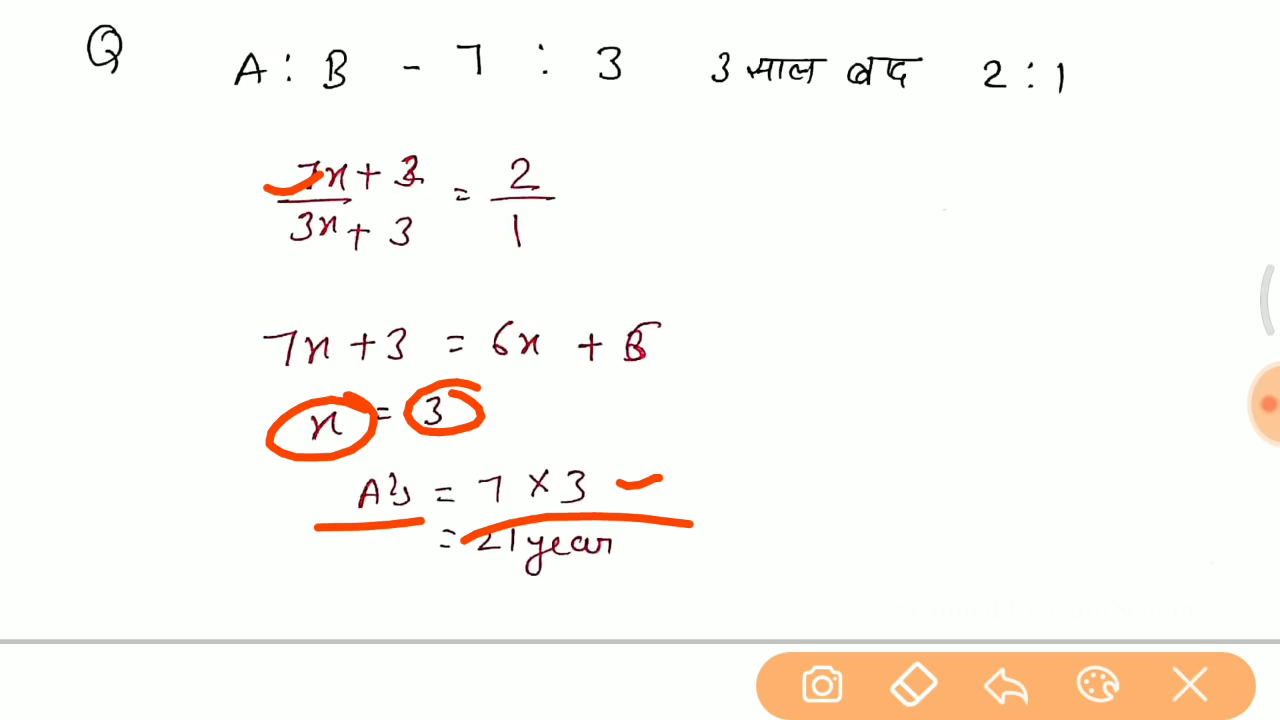 Q A : B - 7 : 3 3 साल बाद 2 : 1
7x + 3 = 2
3x + 3 1
7x + 3 = 6x + 6
x = 3
A's = 7 × 3
= 21 year